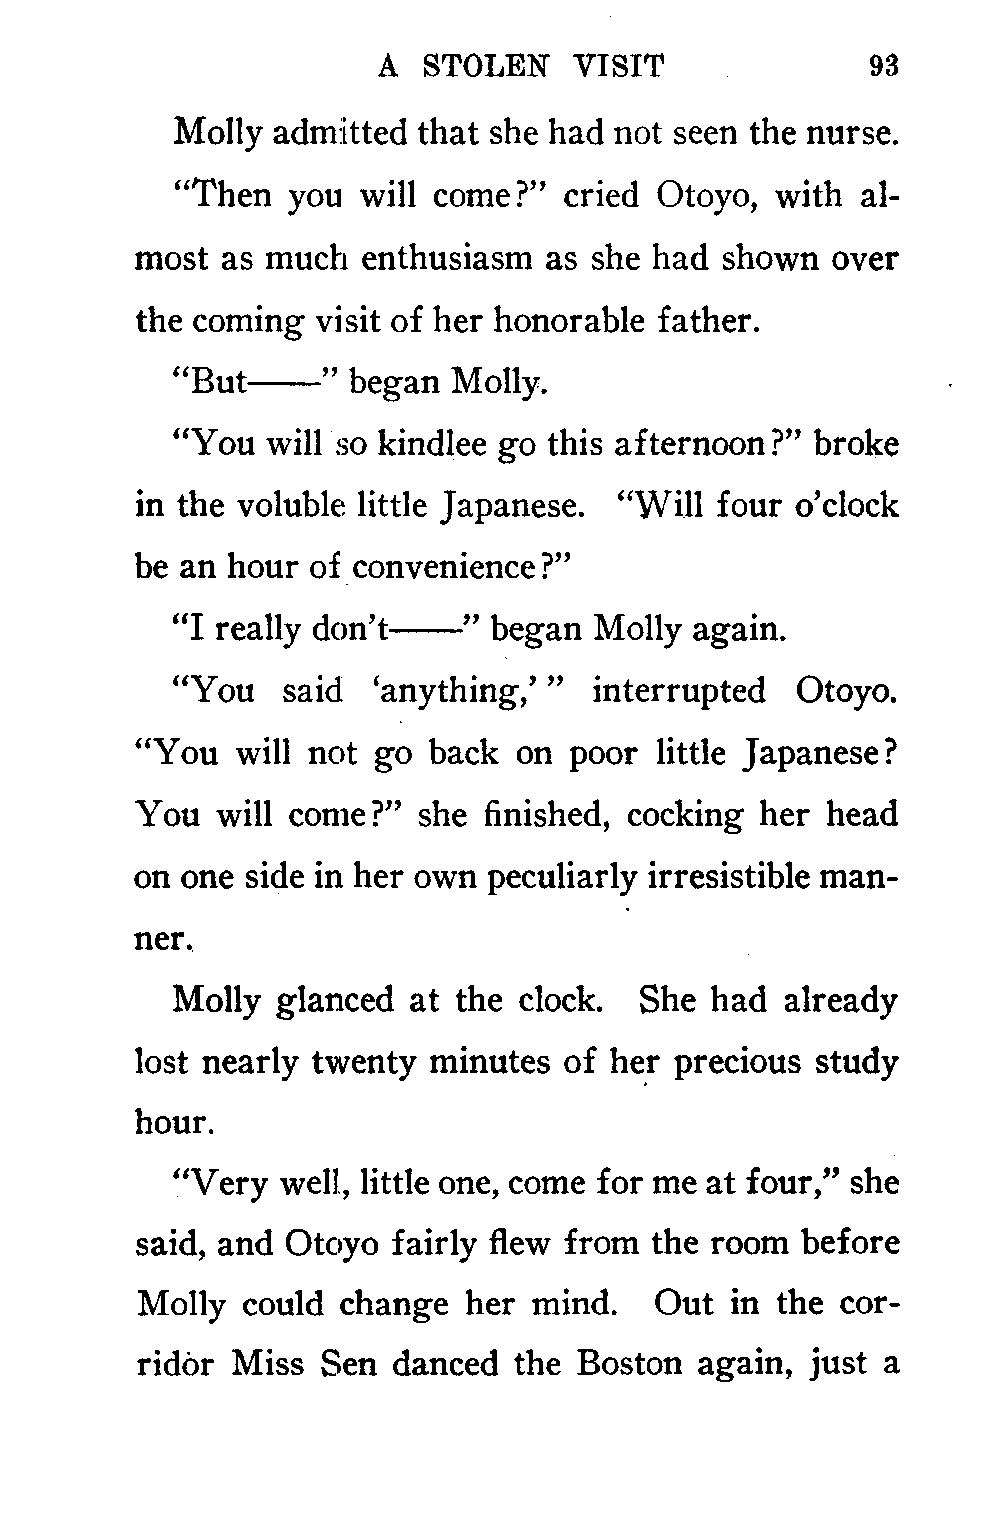 A STOLEN VISIT 93
Molly admitted that she had not seen the nurse.
“Then you will come?” cried Otoyo, with al-
most as much enthusiasm as she had shown over
the coming visit of her honorable father.
“But——” began Molly.
“You will so kindlee go this afternoon?” broke
in the voluble little Japanese. “Will four o’clock
be an hour of convenience?”
“I really don’t——” began Molly again.
“You said ‘anything,’ ” interrupted Otoyo.
“You will not go back on poor little Japanese?
You will come?” she finished, cocking her head
on one side in her own peculiarly irresistible man-
ner.
Molly glanced at the clock. She had already
lost nearly twenty minutes of her precious study
hour.
“Very well, little one, come for me at four,” she
said, and Otoyo fairly flew from the room before
Molly could change her mind. Out in the cor-
ridor Miss Sen danced the Boston again, just a